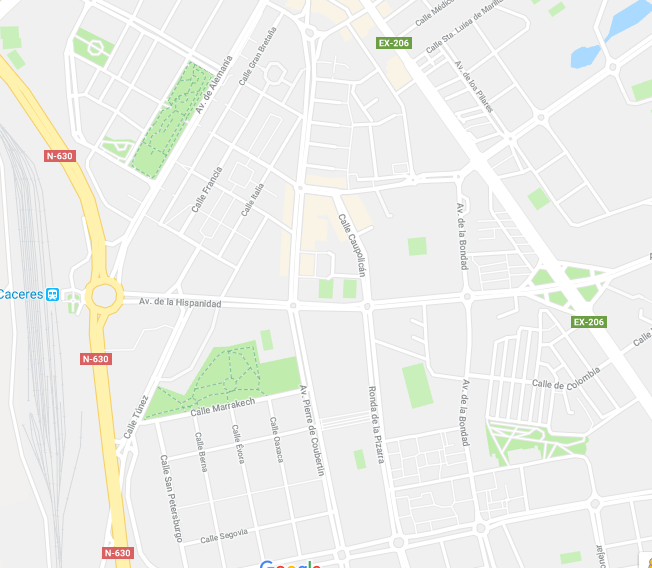 Calle Médico
Calle Sta. Luisa de Marilla
EX-206
Calle Gran Bretaña
Av. de Alemania
Av. de los Pilares
N-630
Calle Francia
Calle Italia
Calle Caupolicán
Av. de la Bondad
Caceres
Av. de la Hispanidad
EX-206
N-630
Calle de Colombia
Calle Túnez
Calle Marrakech
Av. Pierre de Coubertin
Ronda de la Pizarra
Av. de la Bondad
Calle San Petersburgo
Calle Berna
Calle Évora
Calle Oaxaca
Calle Segovia
N-630
Google